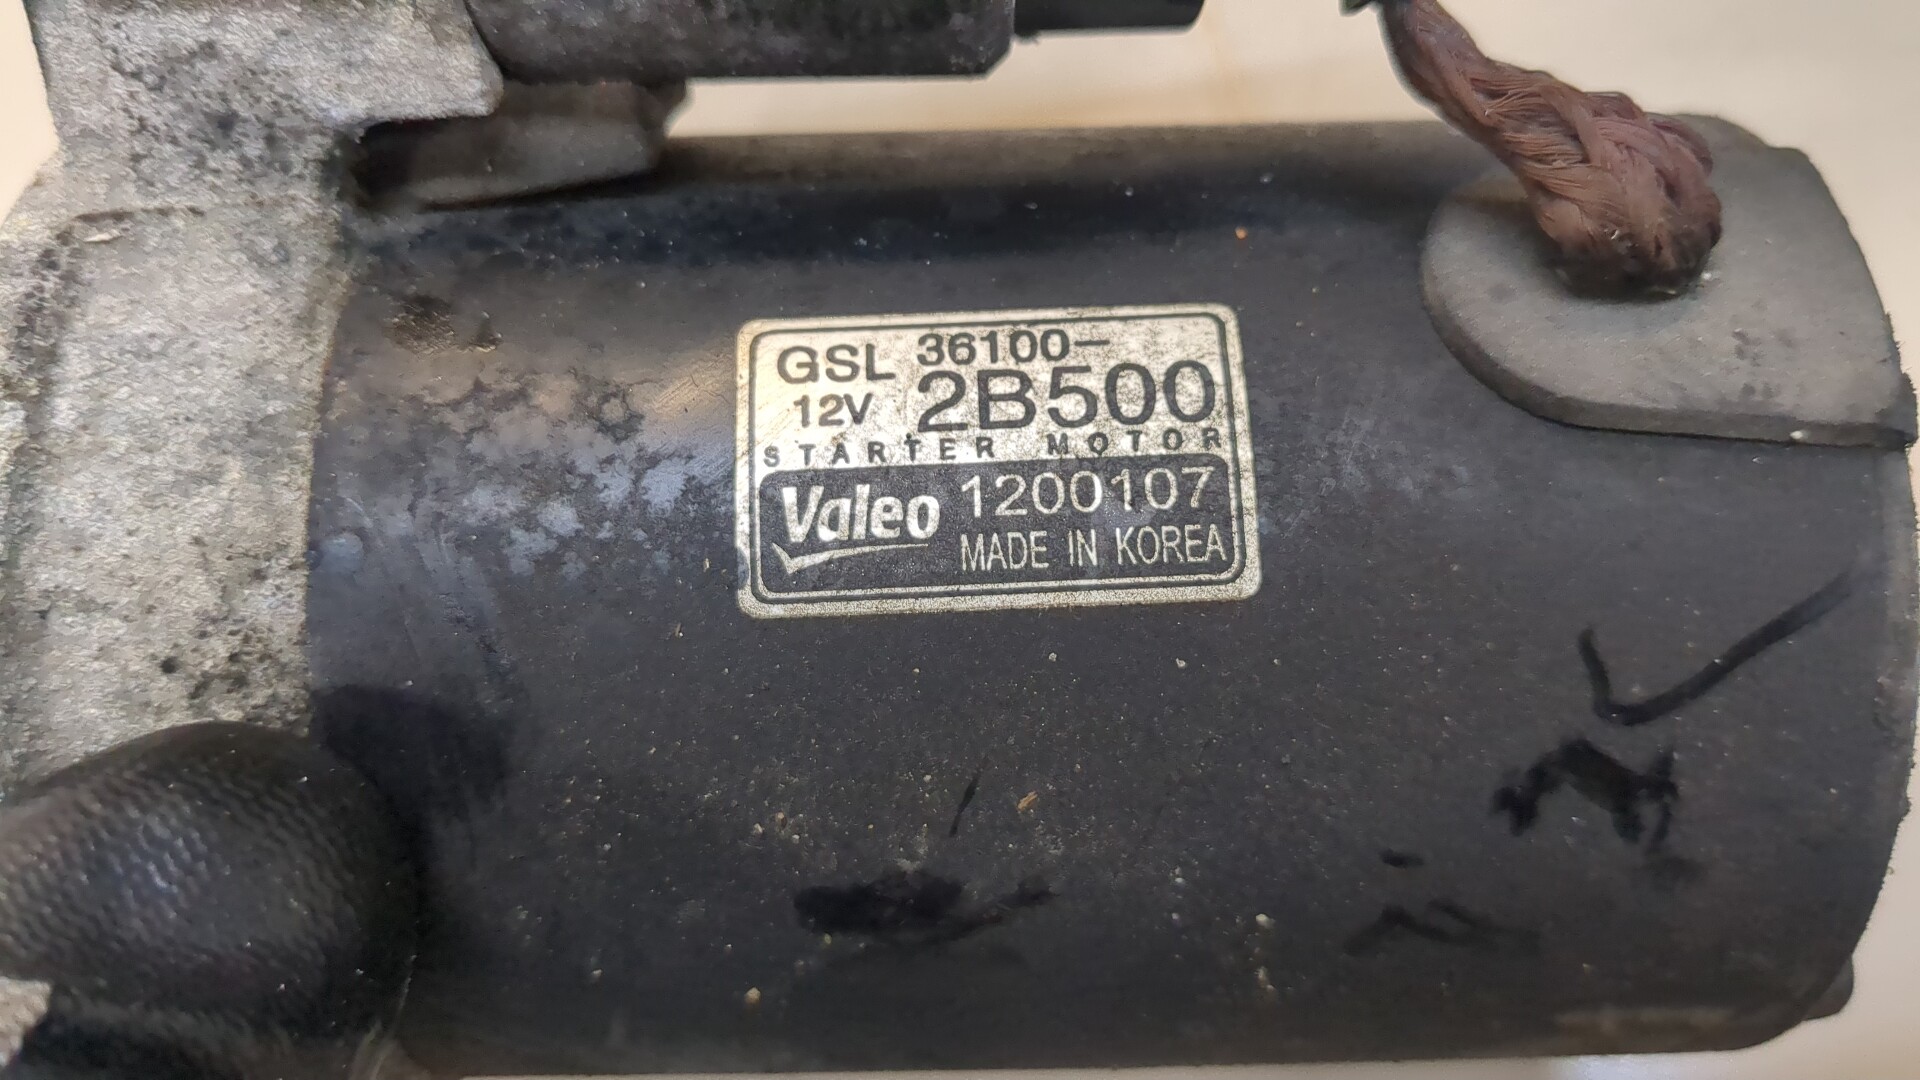 GSL 36100-
12V 2B500
STARTER MOTOR
Valeo 1200107
MADE IN KOREA